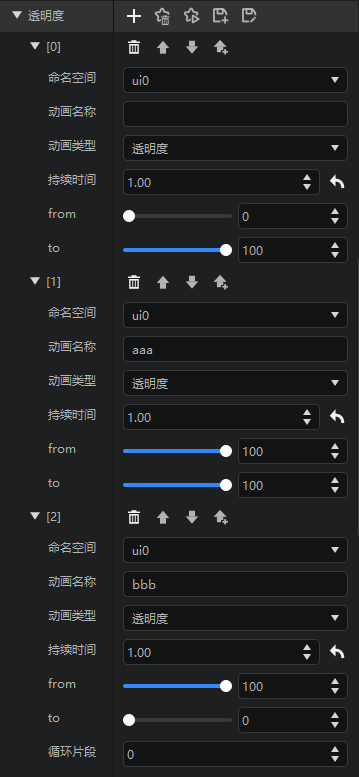 透明度
[0]
命名空间 ui0
动画名称
动画类型 透明度
持续时间 1.00
from 0
to 100
[1]
命名空间 ui0
动画名称 aaa
动画类型 透明度
持续时间 1.00
from 100
to 100
[2]
命名空间 ui0
动画名称 bbb
动画类型 透明度
持续时间 1.00
from 100
to 0
循环片段 0